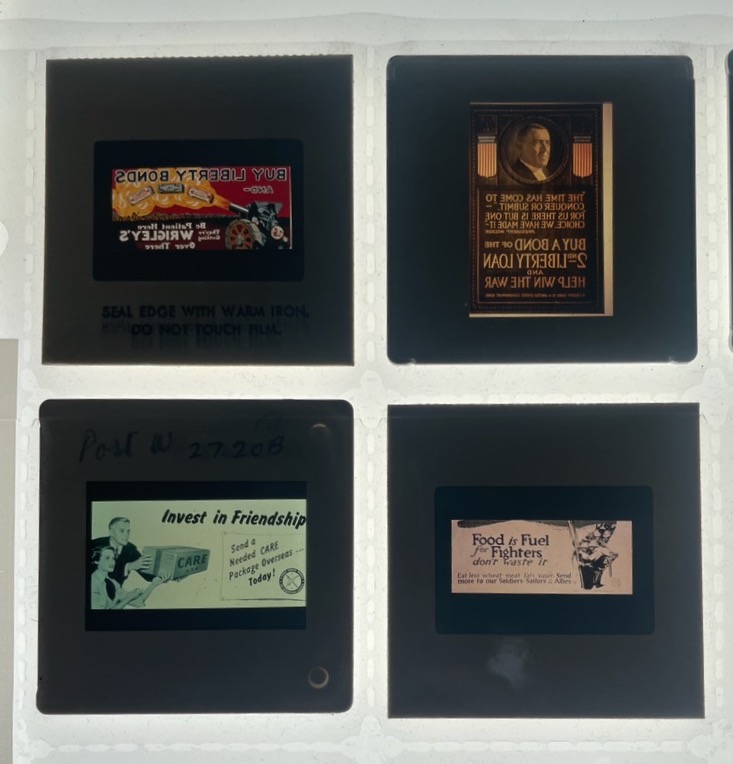 BUY LIBERTY BONDS
AND-
Be Patient Here
They're Getting
WRIGLEY'S
Over There
SEAL EDGE WITH WARM IRON,
DO NOT TOUCH FILM.
"THE TIME HAS COME TO
CONQUER OR SUBMIT."
FOR US THERE IS BUT ONE
CHOICE. WE HAVE MADE IT.
PRESIDENT WILSON
BUY A BOND OF THE
2ND LIBERTY LOAN
AND
HELP WIN THE WAR
Post W 27.20B
Invest in Friendship
Send a
Needed CARE
Package Overseas...
Today!
CARE
U.S.A.
Food is Fuel
for Fighters
don't waste it
Eat less wheat meat fats sugar. Send
more to our Soldiers Sailors & Allies